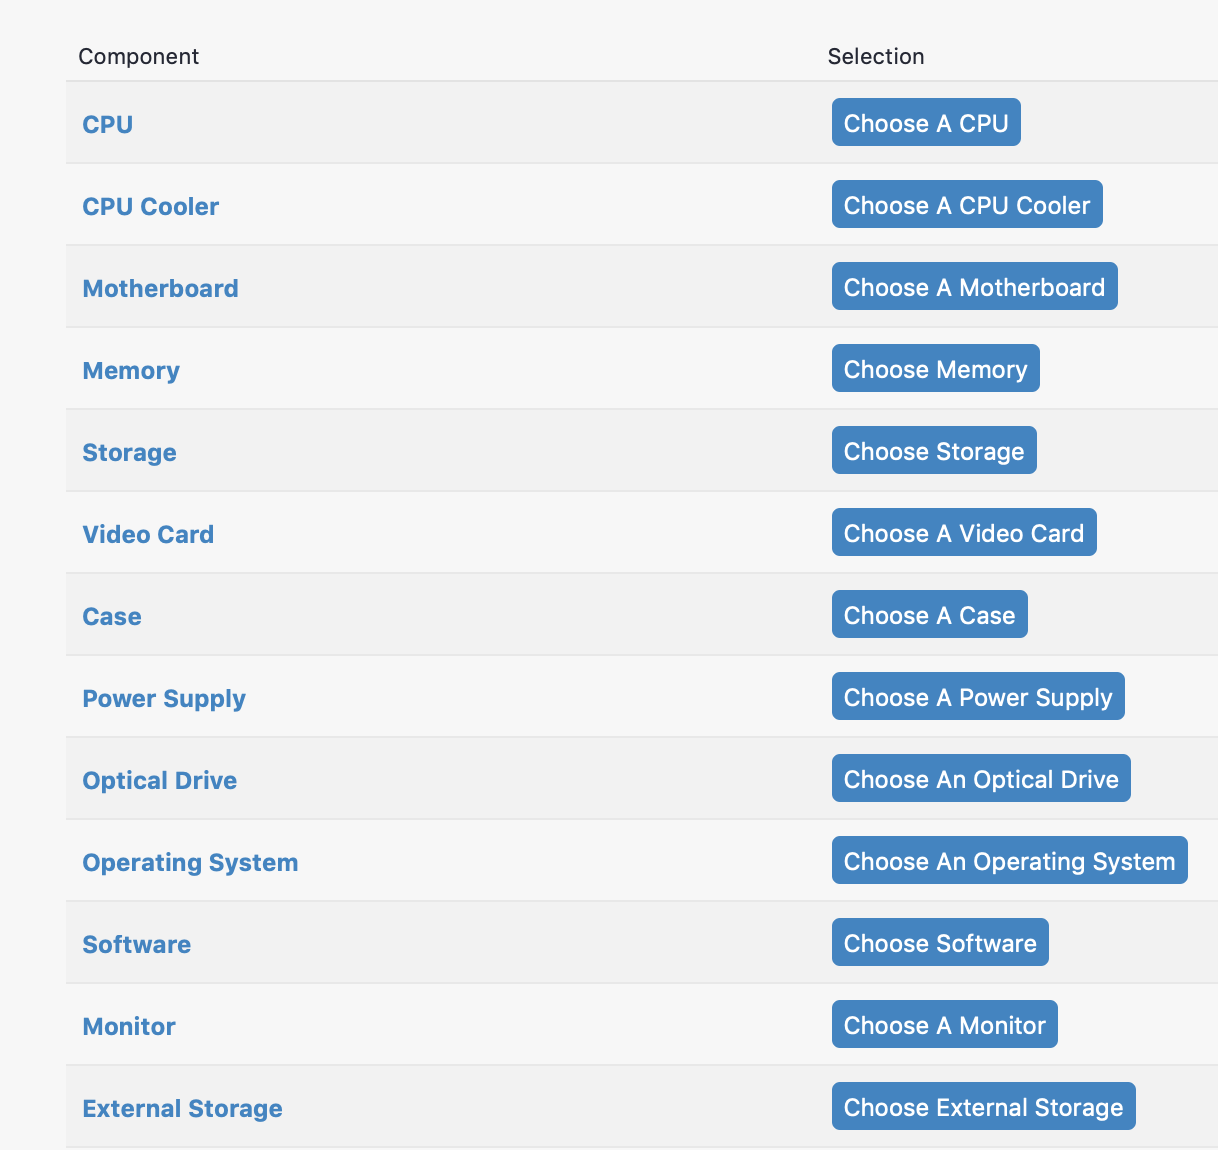 Component Selection
CPU Choose A CPU
CPU Cooler Choose A CPU Cooler
Motherboard Choose A Motherboard
Memory Choose Memory
Storage Choose Storage
Video Card Choose A Video Card
Case Choose A Case
Power Supply Choose A Power Supply
Optical Drive Choose An Optical Drive
Operating System Choose An Operating System
Software Choose Software
Monitor Choose A Monitor
External Storage Choose External Storage